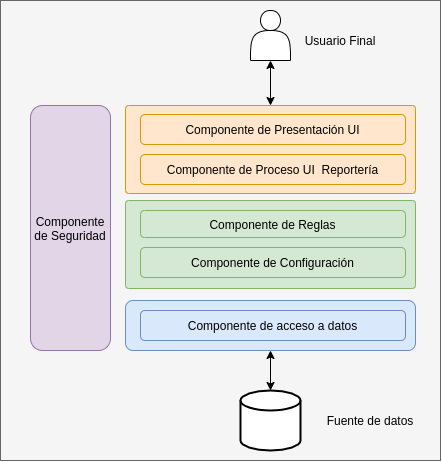 Usuario Final
Componente de Presentación UI
Componente de Proceso UI  Reportería
Componente
de Seguridad
Componente de Reglas
Componente de Configuración
Componente de acceso a datos
Fuente de datos